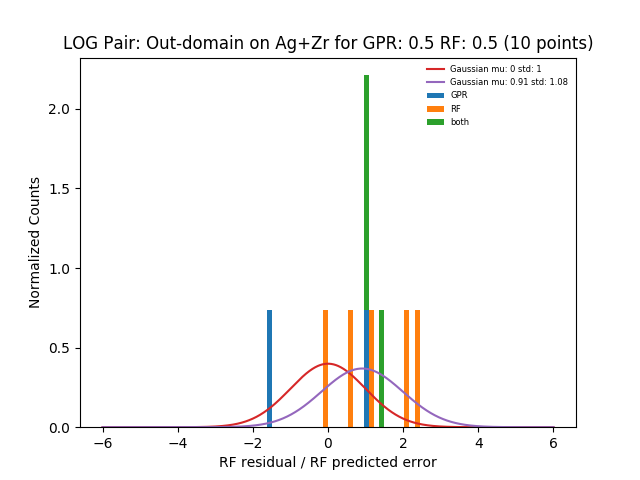 LOG Pair: Out-domain on Ag+Zr for GPR: 0.5 RF: 0.5 (10 points)
Gaussian mu: 0 std: 1
Gaussian mu: 0.91 std: 1.08
GPR
RF
both
Normalized Counts
2.0
1.5
1.0
0.5
0.0
−6 −4 −2 0 2 4 6
RF residual / RF predicted error